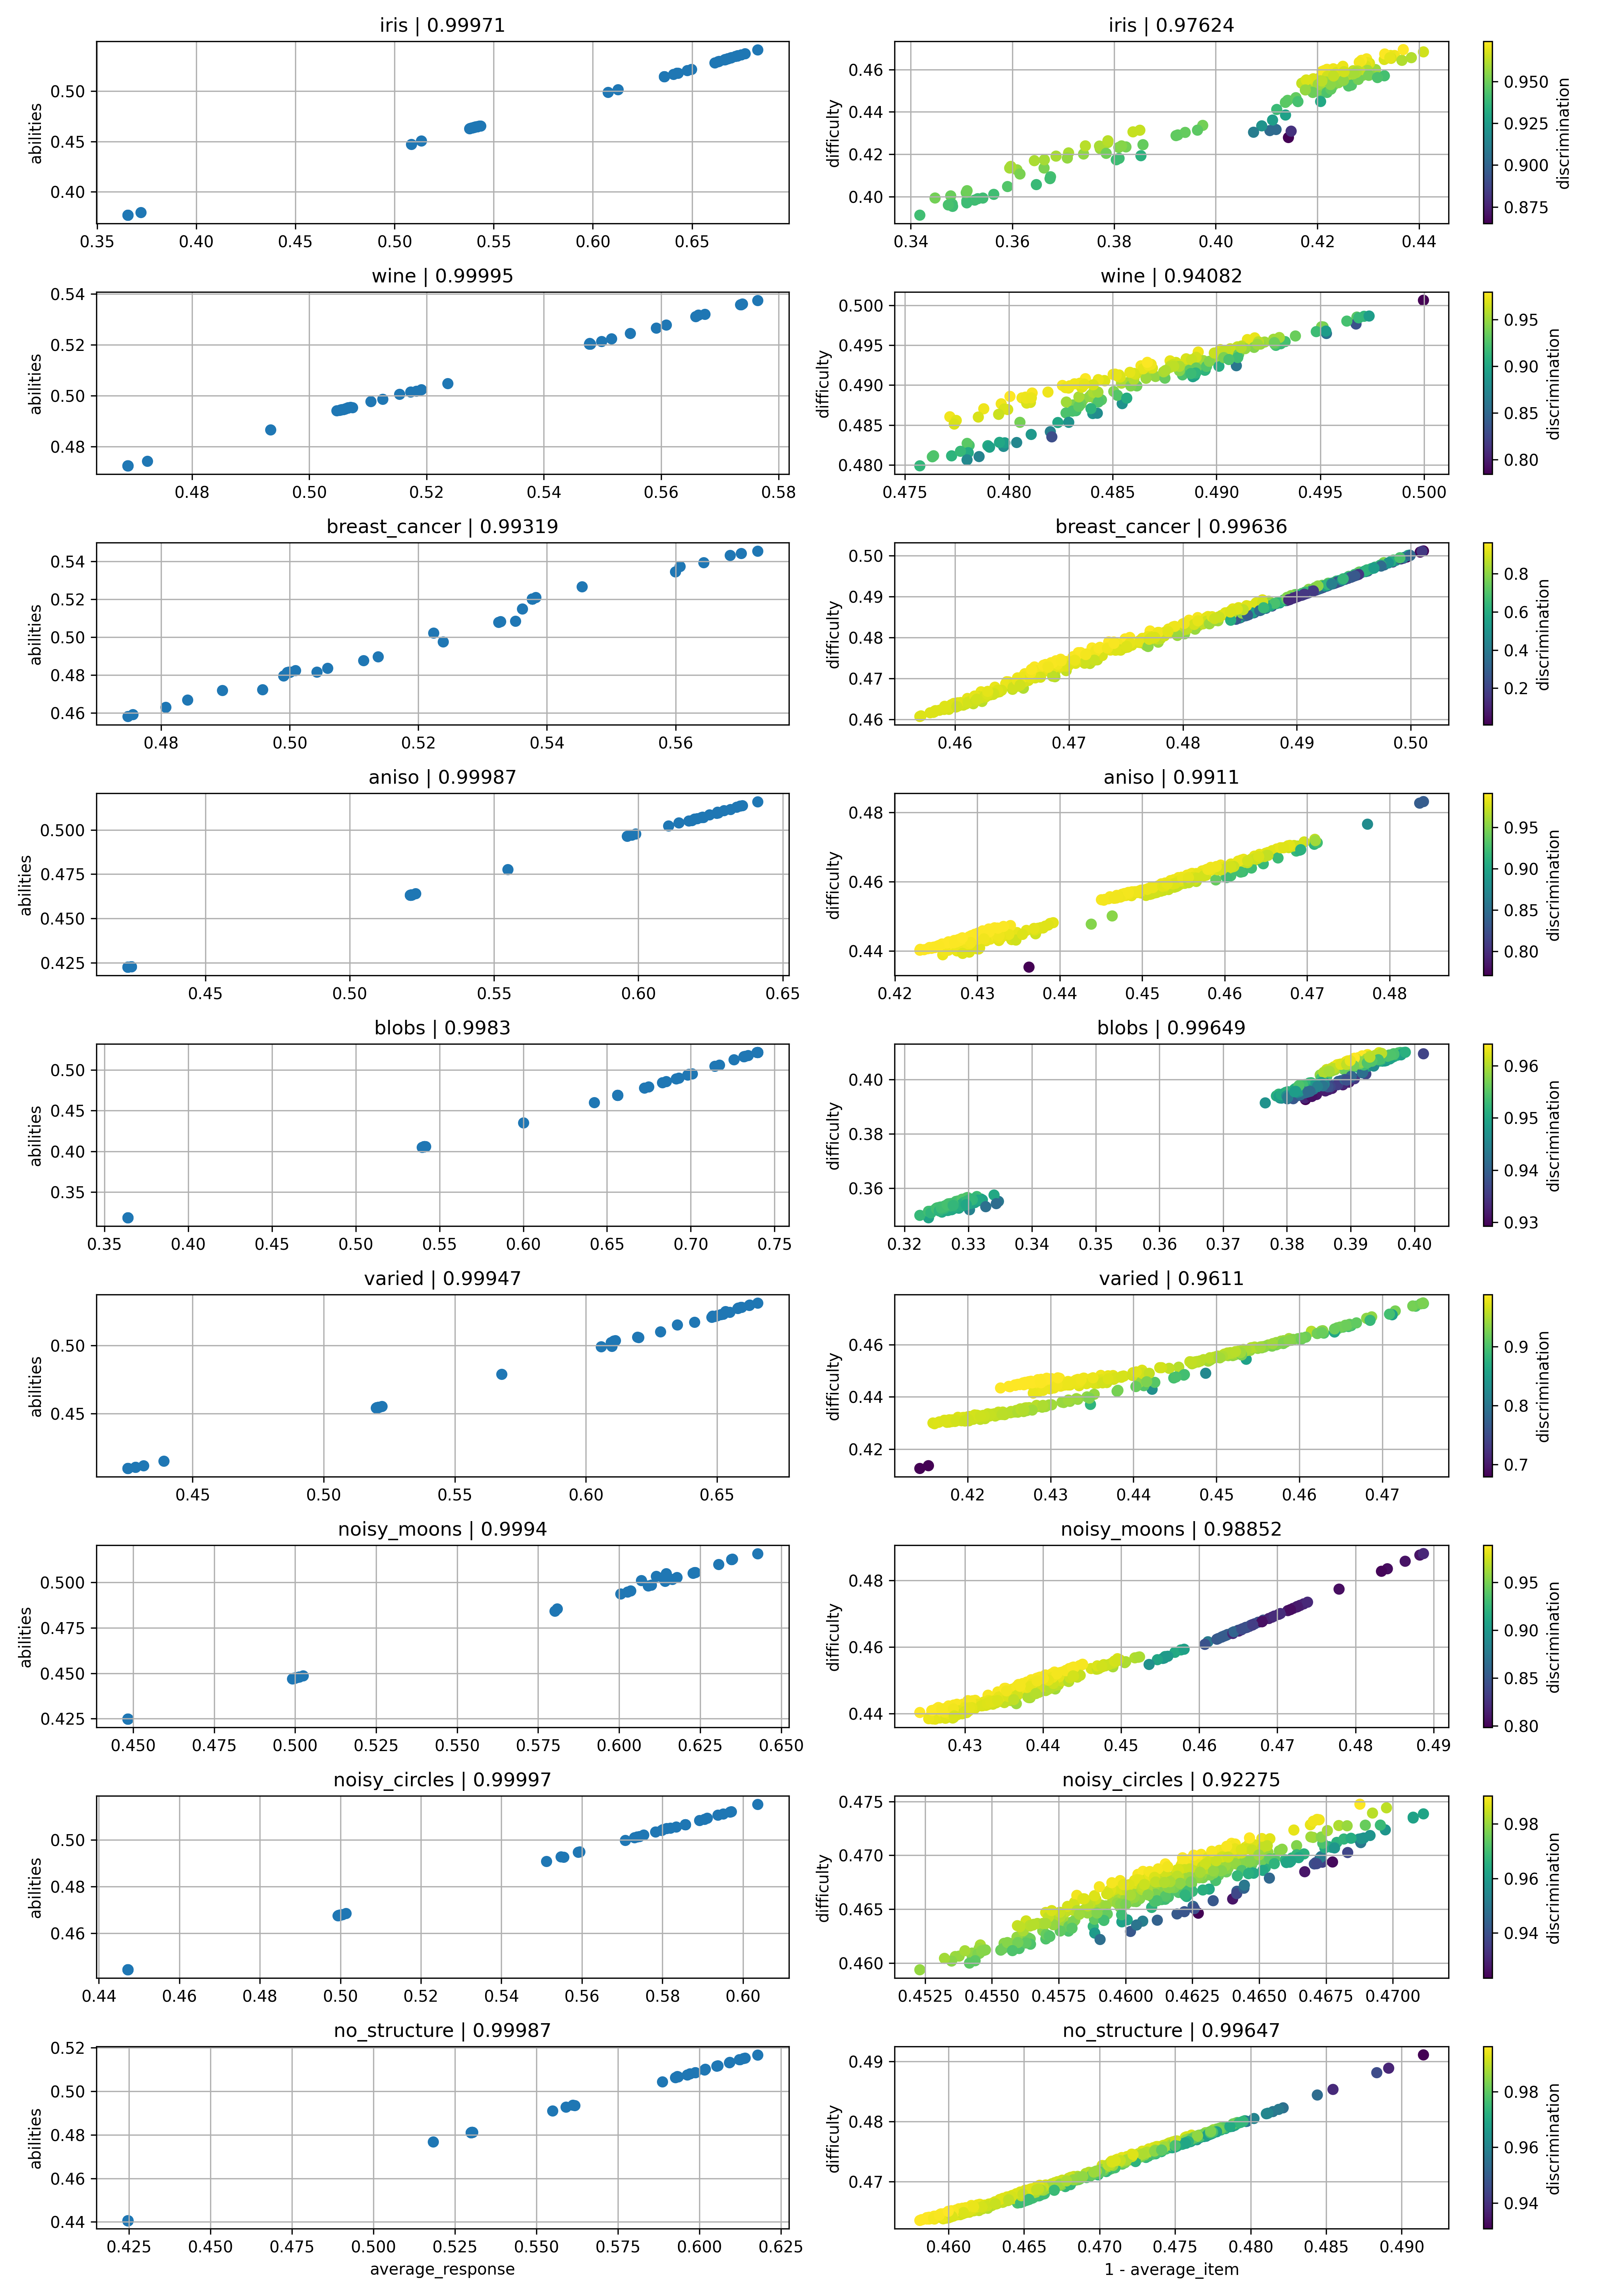 iris | 0.99971
abilities
0.50
0.45
0.40
0.35 0.40 0.45 0.50 0.55 0.60 0.65
iris | 0.97624
difficulty
0.46
0.44
0.42
0.40
0.34 0.36 0.38 0.40 0.42 0.44
0.950
0.925
0.900
0.875
discrimination
wine | 0.99995
abilities
0.54
0.52
0.50
0.48
0.48 0.50 0.52 0.54 0.56 0.58
wine | 0.94082
difficulty
0.500
0.495
0.490
0.485
0.480
0.475 0.480 0.485 0.490 0.495 0.500
0.95
0.90
0.85
0.80
discrimination
breast_cancer | 0.99319
abilities
0.54
0.52
0.50
0.48
0.46
0.48 0.50 0.52 0.54 0.56
breast_cancer | 0.99636
difficulty
0.50
0.49
0.48
0.47
0.46
0.46 0.47 0.48 0.49 0.50
0.8
0.6
0.4
0.2
discrimination
aniso | 0.99987
abilities
0.500
0.475
0.450
0.425
0.45 0.50 0.55 0.60 0.65
aniso | 0.9911
difficulty
0.48
0.46
0.44
0.42 0.43 0.44 0.45 0.46 0.47 0.48
0.95
0.90
0.85
0.80
discrimination
blobs | 0.9983
abilities
0.50
0.45
0.40
0.35
0.35 0.40 0.45 0.50 0.55 0.60 0.65 0.70 0.75
blobs | 0.99649
difficulty
0.40
0.38
0.36
0.32 0.33 0.34 0.35 0.36 0.37 0.38 0.39 0.40
0.96
0.95
0.94
0.93
discrimination
varied | 0.99947
abilities
0.50
0.45
0.45 0.50 0.55 0.60 0.65
varied | 0.9611
difficulty
0.46
0.44
0.42
0.42 0.43 0.44 0.45 0.46 0.47
0.9
0.8
0.7
discrimination
noisy_moons | 0.9994
abilities
0.500
0.475
0.450
0.425
0.450 0.475 0.500 0.525 0.550 0.575 0.600 0.625 0.650
noisy_moons | 0.98852
difficulty
0.48
0.46
0.44
0.43 0.44 0.45 0.46 0.47 0.48 0.49
0.95
0.90
0.85
0.80
discrimination
noisy_circles | 0.99997
abilities
0.50
0.48
0.46
0.44 0.46 0.48 0.50 0.52 0.54 0.56 0.58 0.60
noisy_circles | 0.92275
difficulty
0.475
0.470
0.465
0.460
0.4525 0.4550 0.4575 0.4600 0.4625 0.4650 0.4675 0.4700
0.98
0.96
0.94
discrimination
no_structure | 0.99987
abilities
0.52
0.50
0.48
0.46
0.44
0.425 0.450 0.475 0.500 0.525 0.550 0.575 0.600 0.625
average_response
no_structure | 0.99647
difficulty
0.49
0.48
0.47
0.460 0.465 0.470 0.475 0.480 0.485 0.490
1 - average_item
0.98
0.96
0.94
discrimination